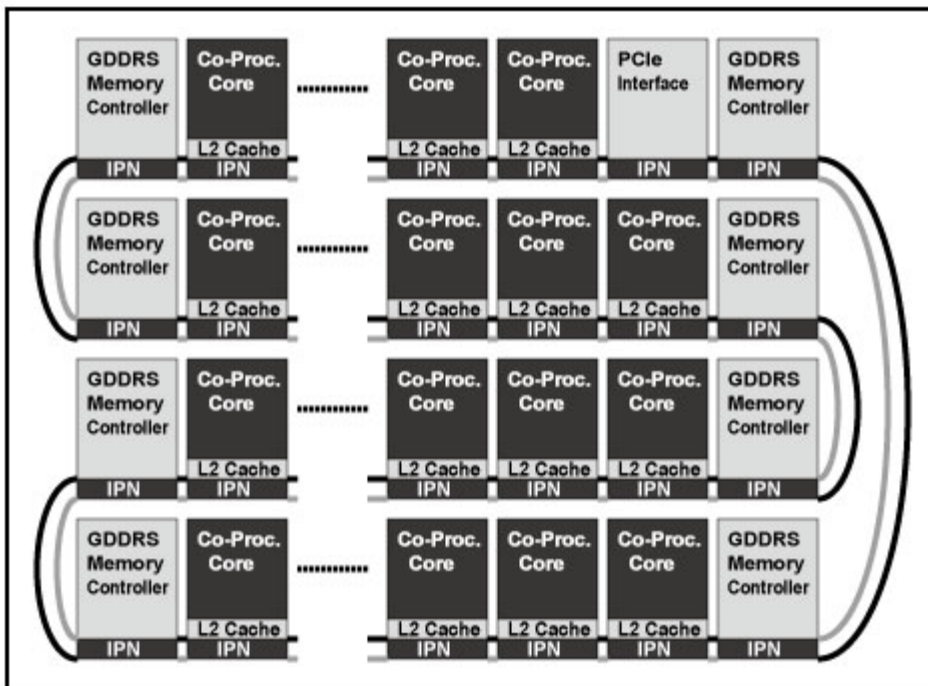 GDDRS Memory Controller
Co-Proc. Core
Co-Proc. Core
Co-Proc. Core
PCIe Interface
GDDRS Memory Controller
L2 Cache
L2 Cache
L2 Cache
IPN
IPN
IPN
IPN
IPN
IPN
GDDRS Memory Controller
Co-Proc. Core
Co-Proc. Core
Co-Proc. Core
Co-Proc. Core
GDDRS Memory Controller
L2 Cache
L2 Cache
L2 Cache
L2 Cache
IPN
IPN
IPN
IPN
IPN
IPN
GDDRS Memory Controller
Co-Proc. Core
Co-Proc. Core
Co-Proc. Core
Co-Proc. Core
GDDRS Memory Controller
L2 Cache
L2 Cache
L2 Cache
L2 Cache
IPN
IPN
IPN
IPN
IPN
IPN
GDDRS Memory Controller
Co-Proc. Core
Co-Proc. Core
Co-Proc. Core
Co-Proc. Core
GDDRS Memory Controller
L2 Cache
L2 Cache
L2 Cache
L2 Cache
IPN
IPN
IPN
IPN
IPN
IPN